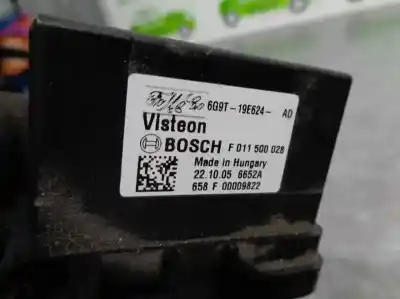 6G9T-19E624- AD
Visteon
BOSCH F 011 500 028
Made in Hungary
22.10.05 6652A
658 F 00009822